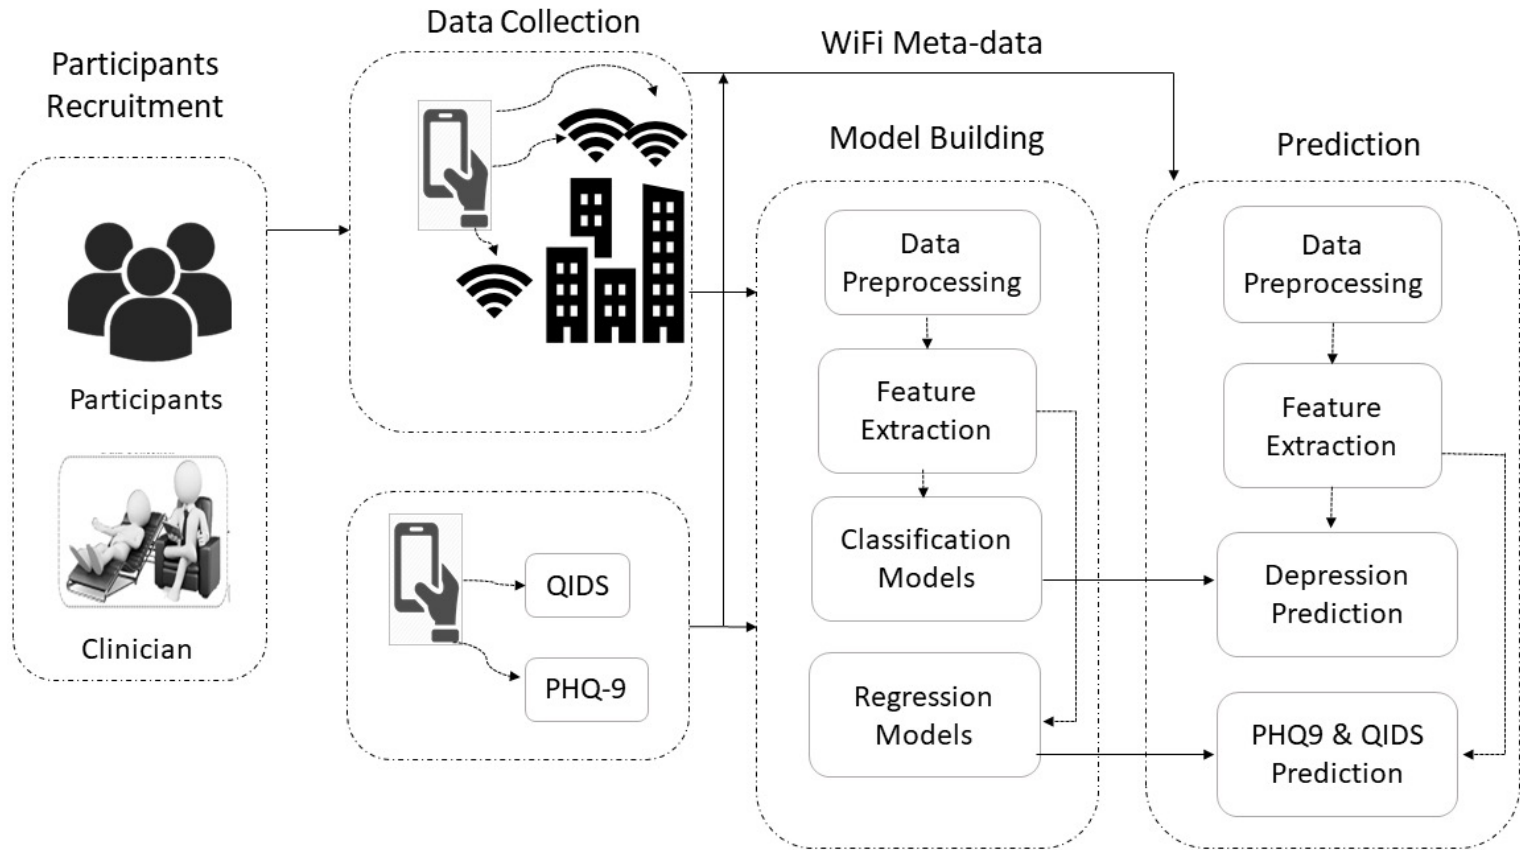 Participants
Recruitment
Participants
Clinician
Data Collection
QIDS
PHQ-9
WiFi Meta-data
Model Building
Data
Preprocessing
Feature
Extraction
Classification
Models
Regression
Models
Prediction
Data
Preprocessing
Feature
Extraction
Depression
Prediction
PHQ9 & QIDS
Prediction